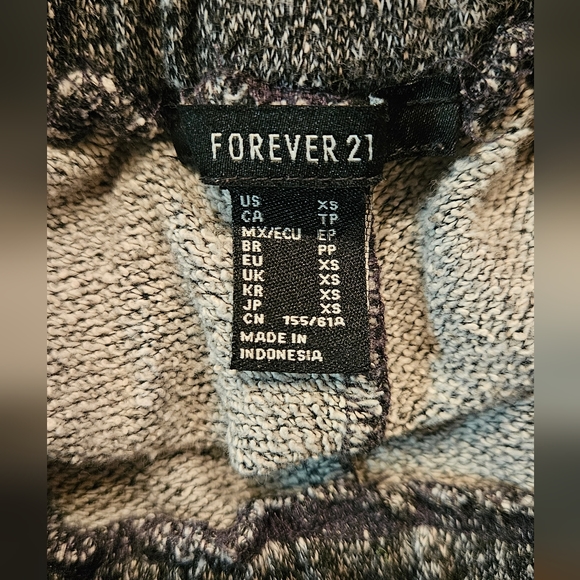 FOREVER 21
US XS
CA TP
MX/ECU EP
BR PP
EU XS
UK XS
KR XS
JP XS
CN 155/61A
MADE IN
INDONESIA